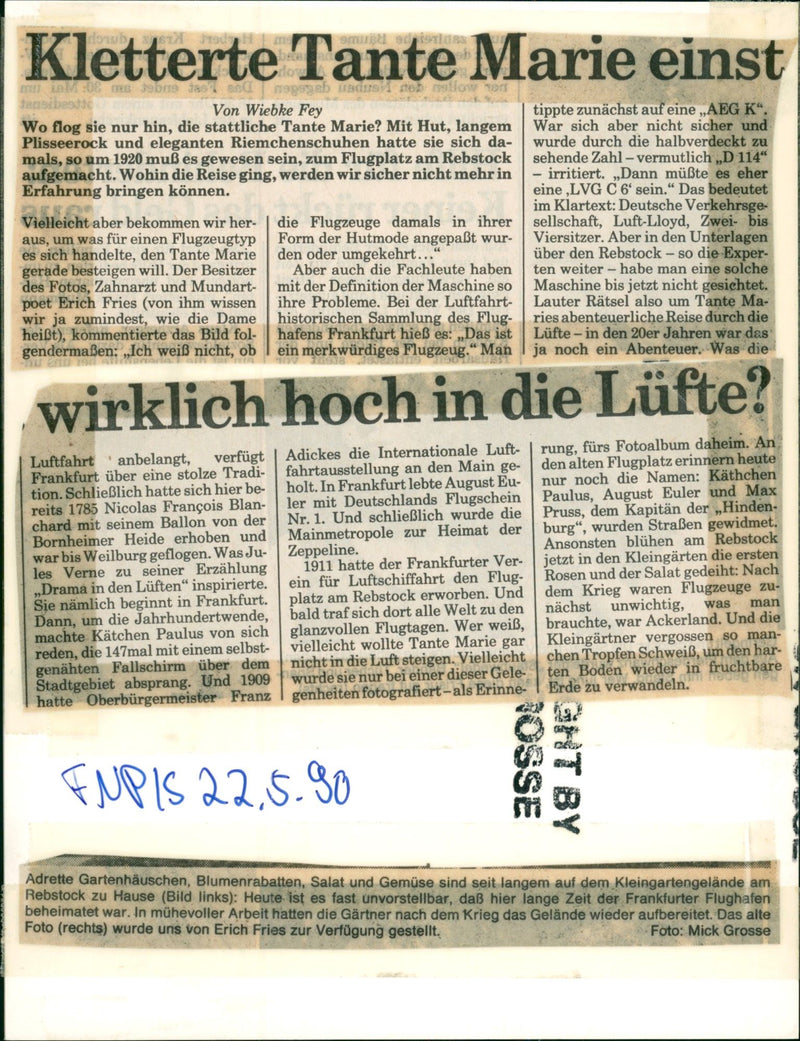 Kletterte Tante Marie einst
Von Wiebke Fey
Wo flog sie nur hin, die stattliche Tante Marie? Mit Hut, langem
Plisseerock und eleganten Riemchenschuhen hatte sie sich da-
mals, so um 1920 muß es gewesen sein, zum Flugplatz am Rebstock
aufgemacht. Wohin die Reise ging, werden wir sicher nicht mehr in
Erfahrung bringen können.
Vielleicht aber bekommen wir her-
aus, um was für einen Flugzeugtyp
es sich handelte, den Tante Marie
gerade besteigen will. Der Besitzer
des Fotos, Zahnarzt und Mundart-
poet Erich Fries (von ihm wissen
wir ja zumindest, wie die Dame
heißt), kommentierte das Bild fol-
gendermaßen: „Ich weiß nicht, ob
die Flugzeuge damals in ihrer
Form der Hutmode angepaßt wur-
den oder umgekehrt...“
Aber auch die Fachleute haben
mit der Definition der Maschine so
ihre Probleme. Bei der Luftfahrt-
historischen Sammlung des Flug-
hafens Frankfurt hieß es: „Das ist
ein merkwürdiges Flugzeug.“ Man
tippte zunächst auf eine „AEG K“.
War sich aber nicht sicher und
wurde durch die halbverdeckt zu
sehende Zahl – vermutlich „D 114“
– irritiert. „Dann müßte es eher
eine ‚LVG C 6‘ sein.“ Das bedeutet
im Klartext: Deutsche Verkehrsge-
sellschaft, Luft-Lloyd, Zwei- bis
Viersitzer. Aber in den Unterlagen
über den Rebstock – so die Exper-
ten weiter – habe man eine solche
Maschine bis jetzt nicht gesichtet.
Lauter Rätsel also um Tante Ma-
ries abenteuerliche Reise durch die
Lüfte – in den 20er Jahren war das
ja noch ein Abenteuer. Was die
wirklich hoch in die Lüfte?
Luftfahrt anbelangt, verfügt
Frankfurt über eine stolze Tradi-
tion. Schließlich hatte sich hier be-
reits 1785 Nicolas François Blan-
chard mit seinem Ballon von der
Bornheimer Heide erhoben und
war bis Weilburg geflogen. Was Ju-
les Verne zu seiner Erzählung
„Drama in den Lüften“ inspirierte.
Sie nämlich beginnt in Frankfurt.
Dann, um die Jahrhundertwende,
machte Kätchen Paulus von sich
reden, die 147mal mit einem selbst-
genähten Fallschirm über dem
Stadtgebiet absprang. Und 1909
hatte Oberbürgermeister Franz
Adickes die Internationale Luft-
fahrtausstellung an den Main ge-
holt. In Frankfurt lebte August Eu-
ler mit Deutschlands Flugschein
Nr. 1. Und schließlich wurde die
Mainmetropole zur Heimat der
Zeppeline.
1911 hatte der Frankfurter Ver-
ein für Luftschiffahrt den Flug-
platz am Rebstock erworben. Und
bald traf sich dort alle Welt zu den
glanzvollen Flugtagen. Wer weiß,
vielleicht wollte Tante Marie gar
nicht in die Luft steigen. Vielleicht
wurde sie nur bei einer dieser Gele-
genheiten fotografiert – als Erinne-
rung, fürs Fotoalbum daheim. An
den alten Flugplatz erinnern heute
nur noch die Namen: Käthchen
Paulus, August Euler und Max
Pruss, dem Kapitän der „Hinden-
burg“, wurden Straßen gewidmet.
Ansonsten blühen am Rebstock
jetzt in den Kleingärten die ersten
Rosen und der Salat gedeiht: Nach
dem Krieg waren Flugzeuge zu-
nächst unwichtig, was man
brauchte, war Ackerland. Und die
Kleingärtner vergossen so man-
chen Tropfen Schweiß, um den har-
ten Boden wieder in fruchtbare
Erde zu verwandeln.
GHT BY
OSSE
FNP/S 22.5.90
Adrette Gartenhäuschen, Blumenrabatten, Salat und Gemüse sind seit langem auf dem Kleingartengelände am
Rebstock zu Hause (Bild links): Heute ist es fast unvorstellbar, daß hier lange Zeit der Frankfurter Flughafen
beheimatet war. In mühevoller Arbeit hatten die Gärtner nach dem Krieg das Gelände wieder aufbereitet. Das alte
Foto (rechts) wurde uns von Erich Fries zur Verfügung gestellt. Foto: Mick Grosse